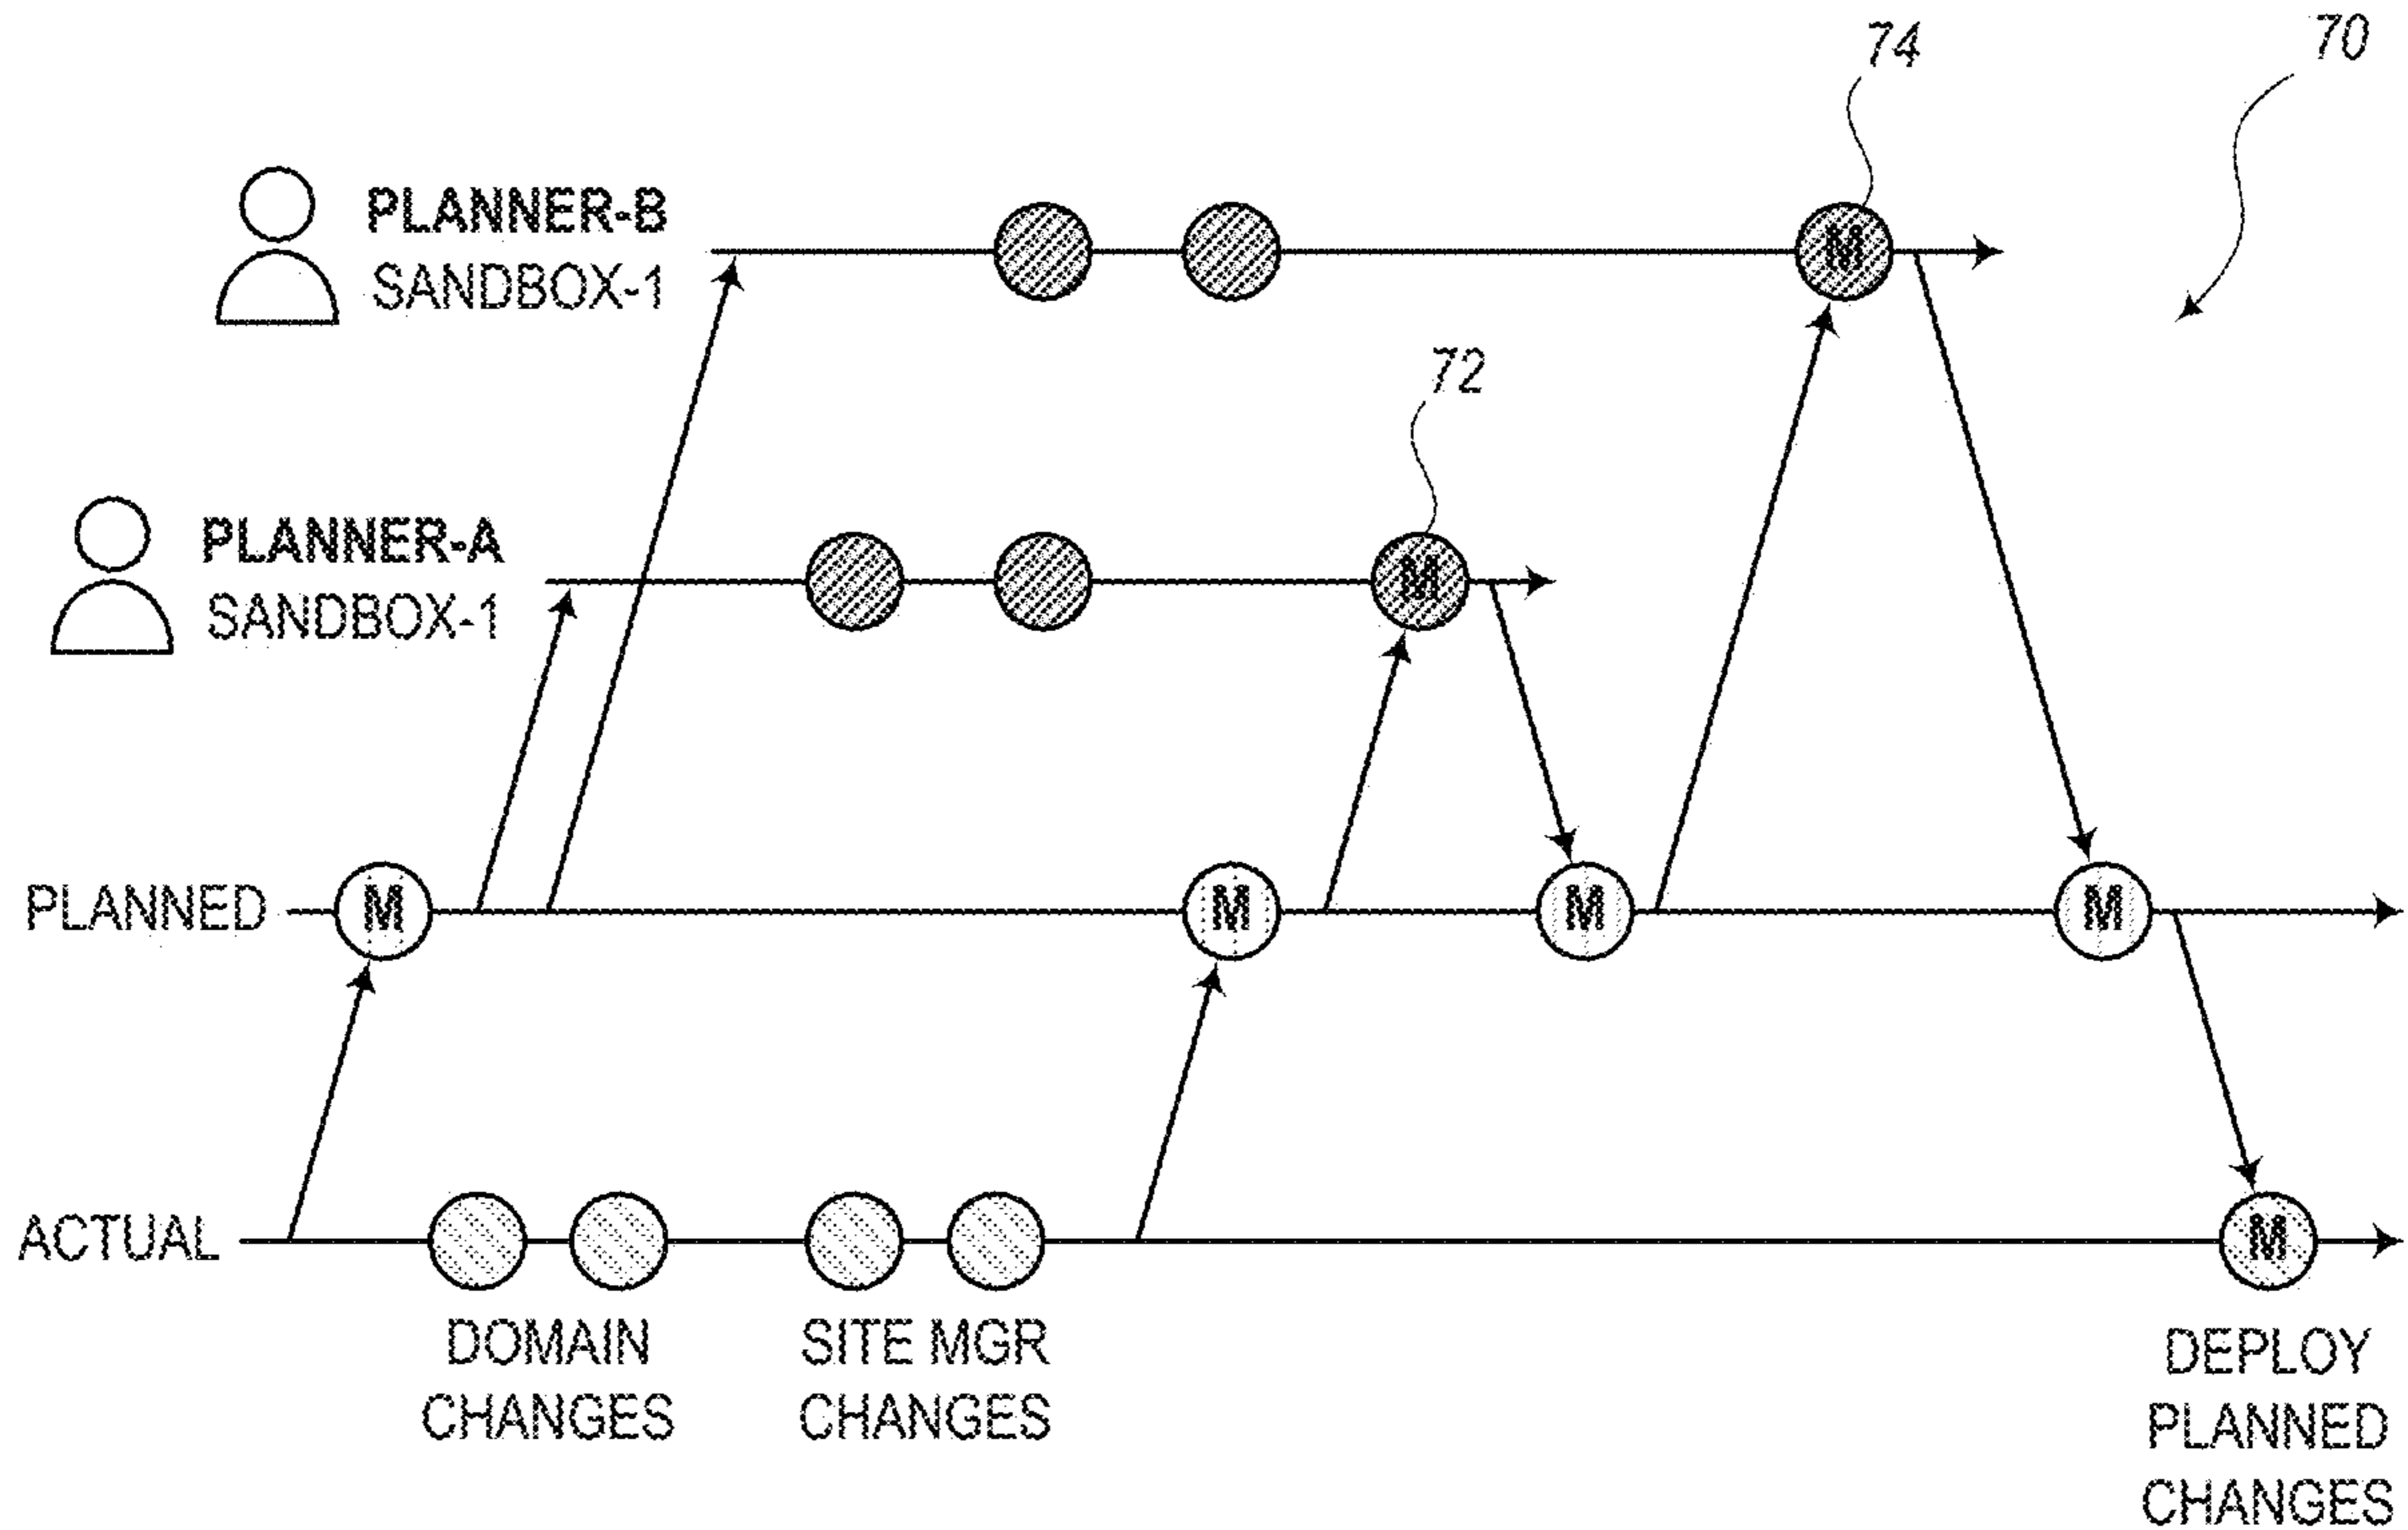 74
70
PLANNER-B
SANDBOX-1
72
M
PLANNER-A
SANDBOX-1
M
PLANNED
M
M
M
M
ACTUAL
M
DOMAIN
CHANGES
SITE MGR
CHANGES
DEPLOY
PLANNED
CHANGES